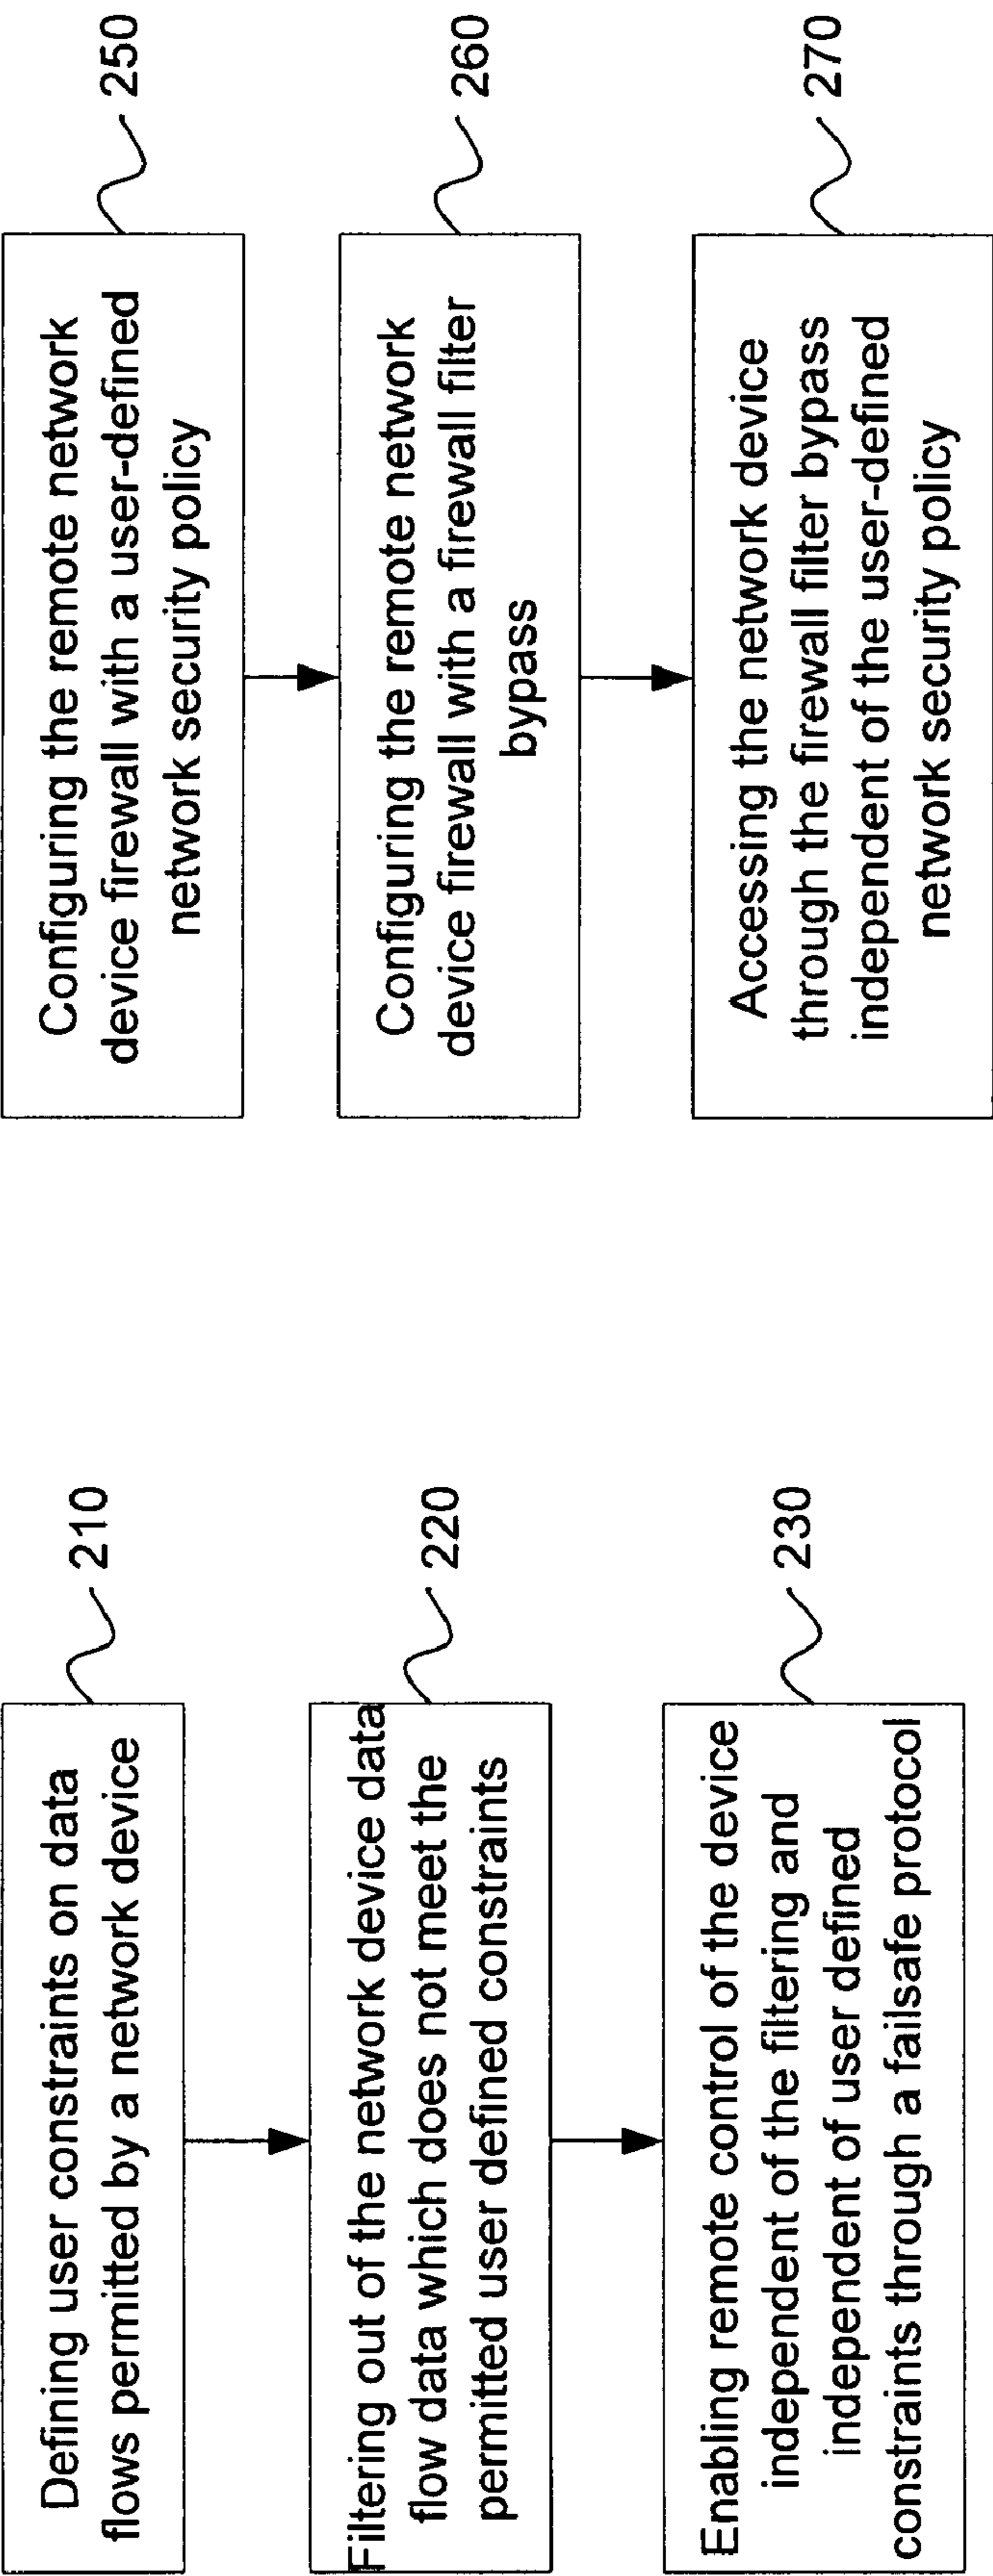 Defining user constraints on data
flows permitted by a network device
210
Filtering out of the network device data
flow data which does not meet the
permitted user defined constraints
220
Enabling remote control of the device
independent of the filtering and
independent of user defined
constraints through a failsafe protocol
230
Configuring the remote network
device firewall with a user-defined
network security policy
250
Configuring the remote network
device firewall with a firewall filter
bypass
260
Accessing the network device
through the firewall filter bypass
independent of the user-defined
network security policy
270